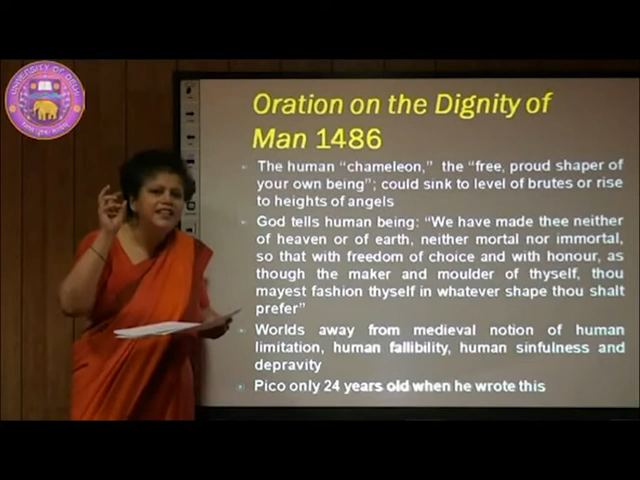 UNIVERSITY OF DELHI
Oration on the Dignity of
Man 1486
The human “chameleon,” the “free, proud shaper of
your own being”; could sink to level of brutes or rise
to heights of angels
God tells human being: “We have made thee neither
of heaven or of earth, neither mortal nor immortal,
so that with freedom of choice and with honour, as
though the maker and moulder of thyself, thou
mayest fashion thyself in whatever shape thou shalt
prefer”
Worlds away from medieval notion of human
limitation, human fallibility, human sinfulness and
depravity
Pico only 24 years old when he wrote this